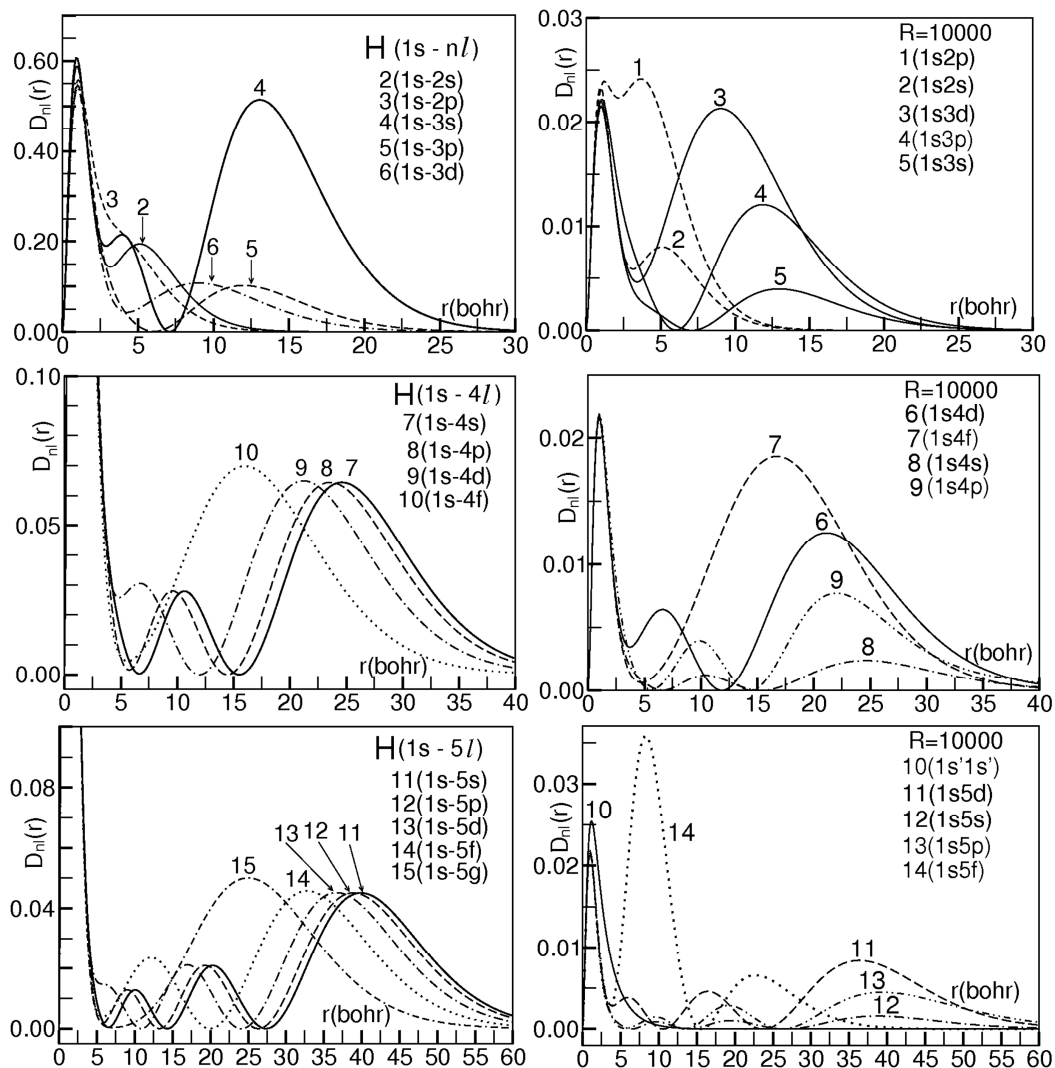 H (1s - nl)
2(1s-2s)
3(1s-2p)
4(1s-3s)
5(1s-3p)
6(1s-3d)
D_nl(r)
0.60
0.40
0.20
0.00
3
2
4
6
5
r(bohr)
0 5 10 15 20 25 30
R=10000
1(1s2p)
2(1s2s)
3(1s3d)
4(1s3p)
5(1s3s)
D_nl(r)
0.03
0.02
0.01
0.00
1
2
3
4
5
r(bohr)
0 5 10 15 20 25 30
H (1s - 4l)
7(1s-4s)
8(1s-4p)
9(1s-4d)
10(1s-4f)
D_nl(r)
0.10
0.05
0.00
10 9 8 7
r(bohr)
0 5 10 15 20 25 30 35 40
R=10000
6(1s4d)
7(1s4f)
8(1s4s)
9(1s4p)
D_nl(r)
0.02
0.01
0.00
7
6
9
8
r(bohr)
0 5 10 15 20 25 30 35 40
H (1s - 5l)
11(1s-5s)
12(1s-5p)
13(1s-5d)
14(1s-5f)
15(1s-5g)
D_nl(r)
0.08
0.04
0.00
15 14 13 12 11
r(bohr)
0 5 10 15 20 25 30 35 40 45 50 55 60
R=10000
10(1s'1s')
11(1s5d)
12(1s5s)
13(1s5p)
14(1s5f)
D_nl(r)
0.03
0.02
0.01
0.00
10
14
11
13
12
r(bohr)
0 5 10 15 20 25 30 35 40 45 50 55 60